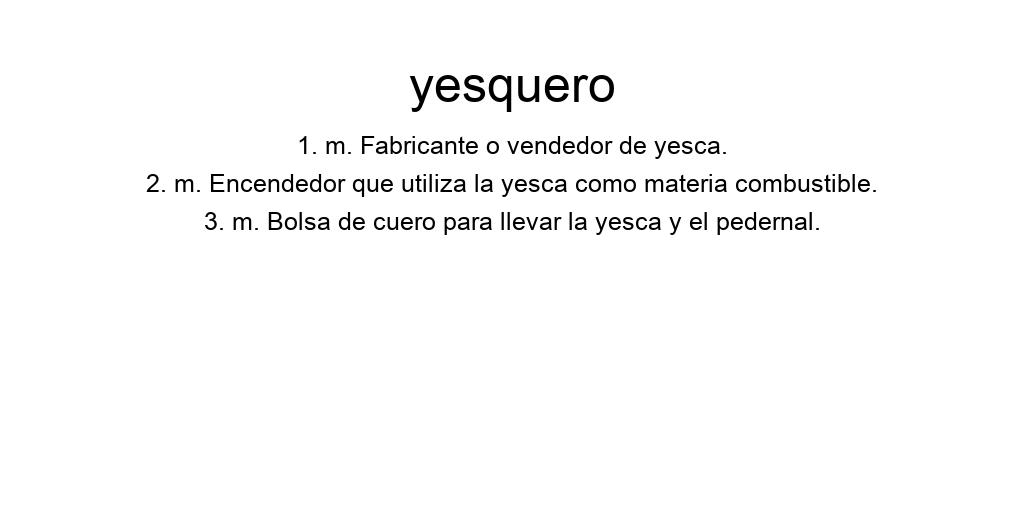 yesquero
1. m. Fabricante o vendedor de yesca.
2. m. Encendedor que utiliza la yesca como materia combustible.
3. m. Bolsa de cuero para llevar la yesca y el pedernal.